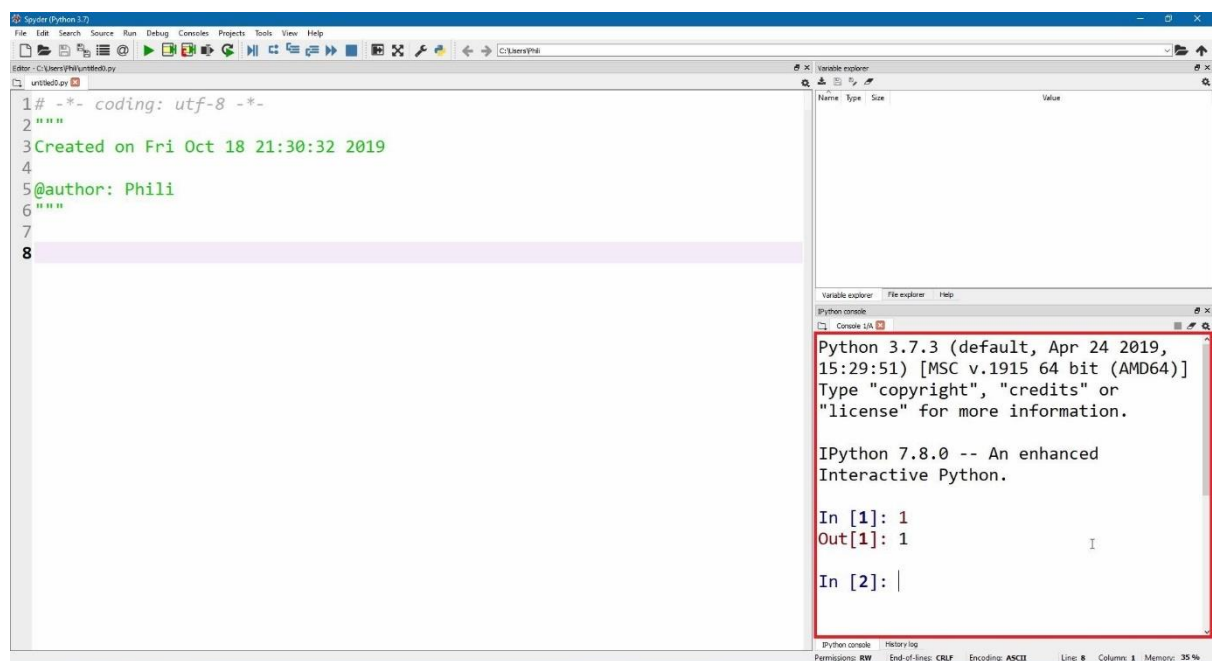 Spyder (Python 3.7)
File Edit Search Source Run Debug Consoles Projects Tools View Help
C:\Users\Phili
Editor - C:\Users\Phili\untitled0.py
untitled0.py
1 # -*- coding: utf-8 -*-
2 """
3 Created on Fri Oct 18 21:30:32 2019
4
5 @author: Phili
6 """
7
8
Variable explorer
Name Type Size Value
Variable explorer File explorer Help
IPython console
Console 1/A
Python 3.7.3 (default, Apr 24 2019,
15:29:51) [MSC v.1915 64 bit (AMD64)]
Type "copyright", "credits" or
"license" for more information.
IPython 7.8.0 -- An enhanced
Interactive Python.
In [1]: 1
Out[1]: 1
In [2]:
IPython console History log
Permissions: RW End-of-lines: CRLF Encoding: ASCII Line: 8 Column: 1 Memory: 35 %